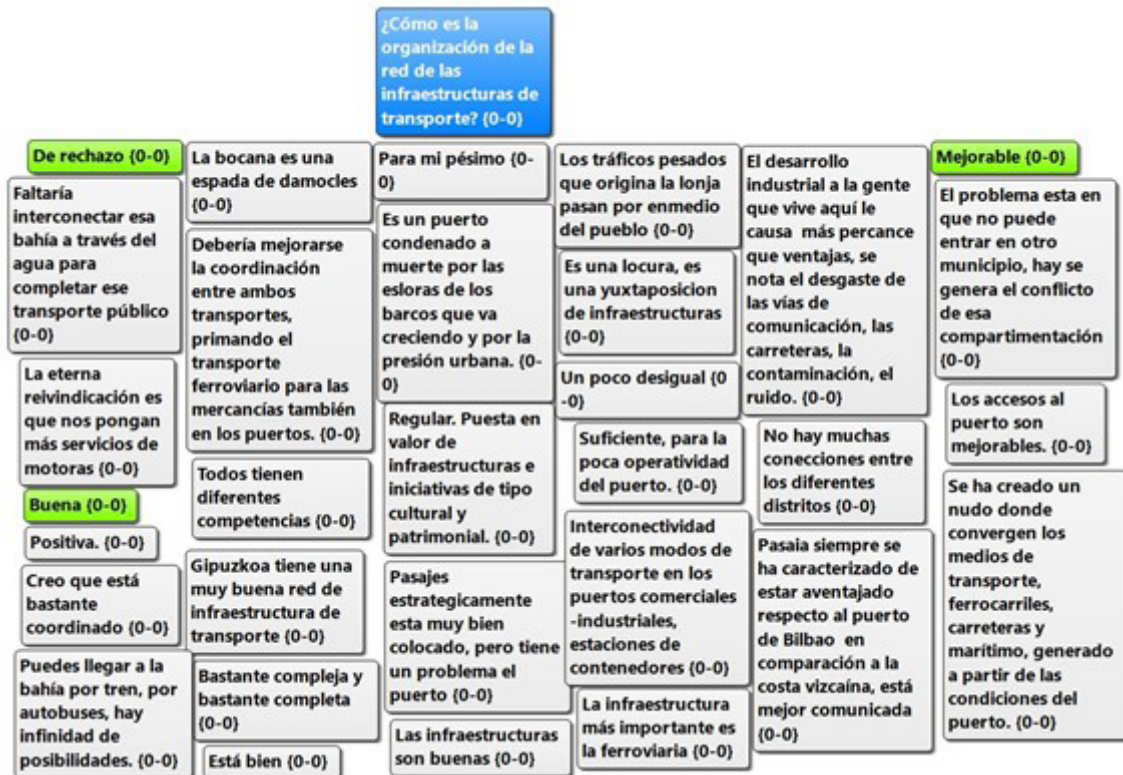 ¿Cómo es la
organización de la
red de las
infraestructuras de
transporte? {0-0}
De rechazo {0-0}
Faltaría
interconectar esa
bahía a través del
agua para
completar ese
transporte público
{0-0}
La eterna
reivindicación es
que nos pongan
más servicios de
motoras {0-0}
Buena {0-0}
Positiva. {0-0}
Creo que está
bastante
coordinado {0-0}
Puedes llegar a la
bahía por tren, por
autobuses, hay
infinidad de
posibilidades. {0-0}
La bocana es una
espada de damocles
{0-0}
Debería mejorarse
la coordinación
entre ambos
transportes,
primando el
transporte
ferroviario para las
mercancías también
en los puertos. {0-0}
Todos tienen
diferentes
competencias {0-0}
Gipuzkoa tiene una
muy buena red de
infraestructura de
transporte {0-0}
Bastante compleja y
bastante completa
{0-0}
Está bien {0-0}
Para mi pésimo {0-
0}
Es un puerto
condenado a
muerte por las
esloras de los
barcos que va
creciendo y por la
presión urbana. {0-
0}
Regular. Puesta en
valor de
infraestructuras e
iniciativas de tipo
cultural y
patrimonial. {0-0}
Pasajes
estrategicamente
esta muy bien
colocado, pero tiene
un problema el
puerto {0-0}
Las infraestructuras
son buenas {0-0}
Los tráficos pesados
que origina la lonja
pasan por enmedio
del pueblo {0-0}
Es una locura, es
una yuxtaposicion
de infraestructuras
{0-0}
Un poco desigual {0
-0}
Suficiente, para la
poca operatividad
del puerto. {0-0}
Interconectividad
de varios modos de
transporte en los
puertos comerciales
-industriales,
estaciones de
contenedores {0-0}
La infraestructura
más importante es
la ferroviaria {0-0}
El desarrollo
industrial a la gente
que vive aquí le
causa más percance
que ventajas, se
nota el desgaste de
las vías de
comunicación, las
carreteras, la
contaminación, el
ruido. {0-0}
No hay muchas
conecciones entre
los diferentes
distritos {0-0}
Pasaia siempre se
ha caracterizado de
estar aventajado
respecto al puerto
de Bilbao en
comparación a la
costa vizcaína, está
mejor comunicada
{0-0}
Mejorable {0-0}
El problema esta en
que no puede
entrar en otro
municipio, hay se
genera el conflicto
de esa
compartimentación
{0-0}
Los accesos al
puerto son
mejorables. {0-0}
Se ha creado un
nudo donde
convergen los
medios de
transporte,
ferrocarriles,
carreteras y
marítimo, generado
a partir de las
condiciones del
puerto. {0-0}